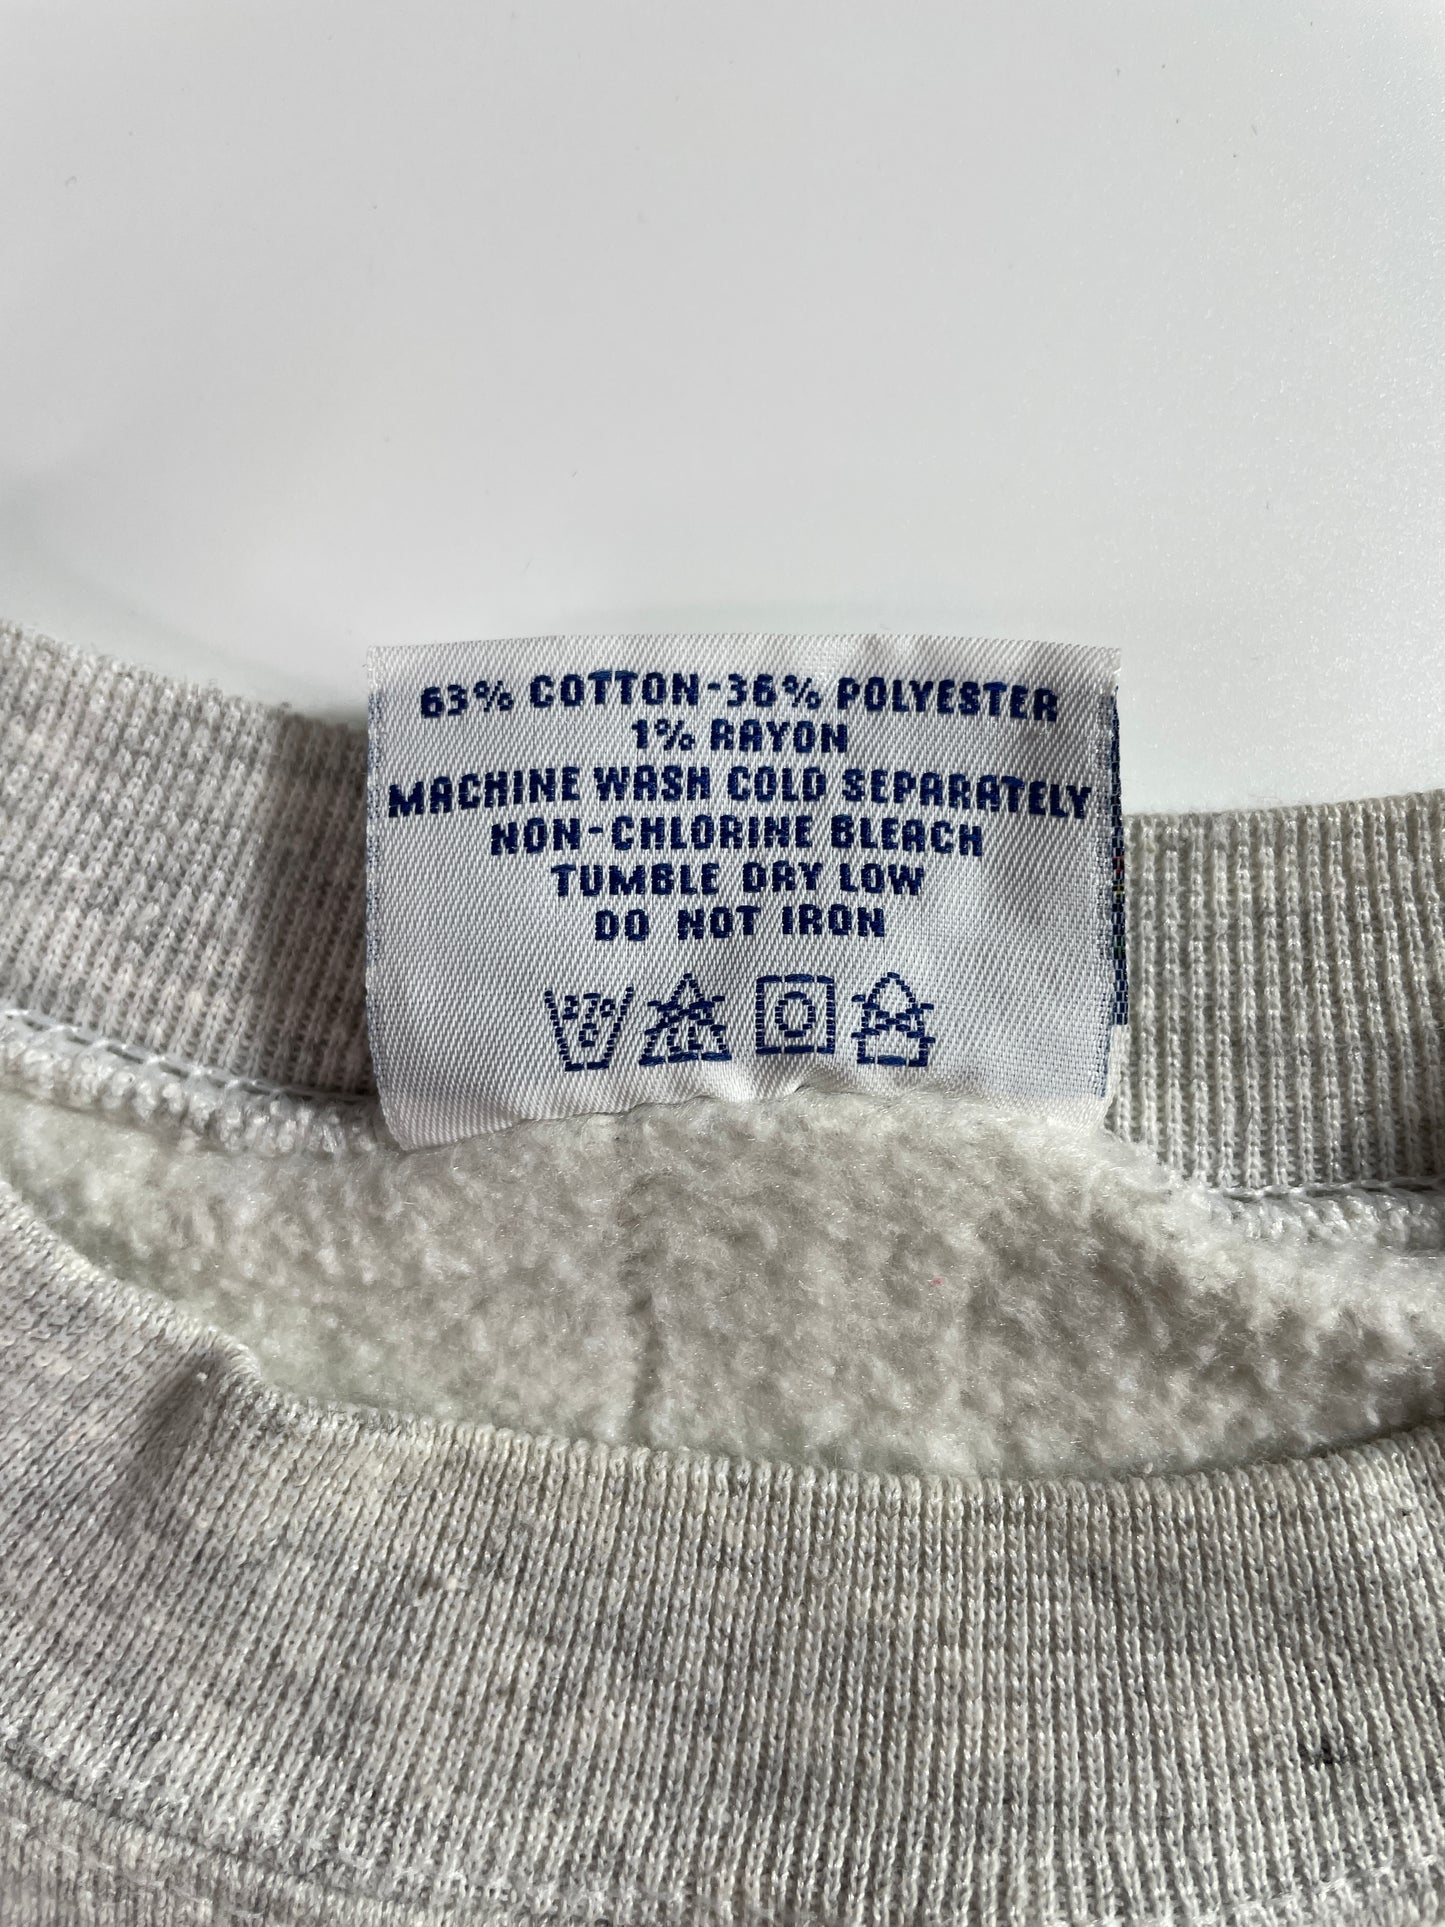 63% COTTON-36% POLYESTER
1% RAYON
MACHINE WASH COLD SEPARATELY
NON-CHLORINE BLEACH
TUMBLE DRY LOW
DO NOT IRON